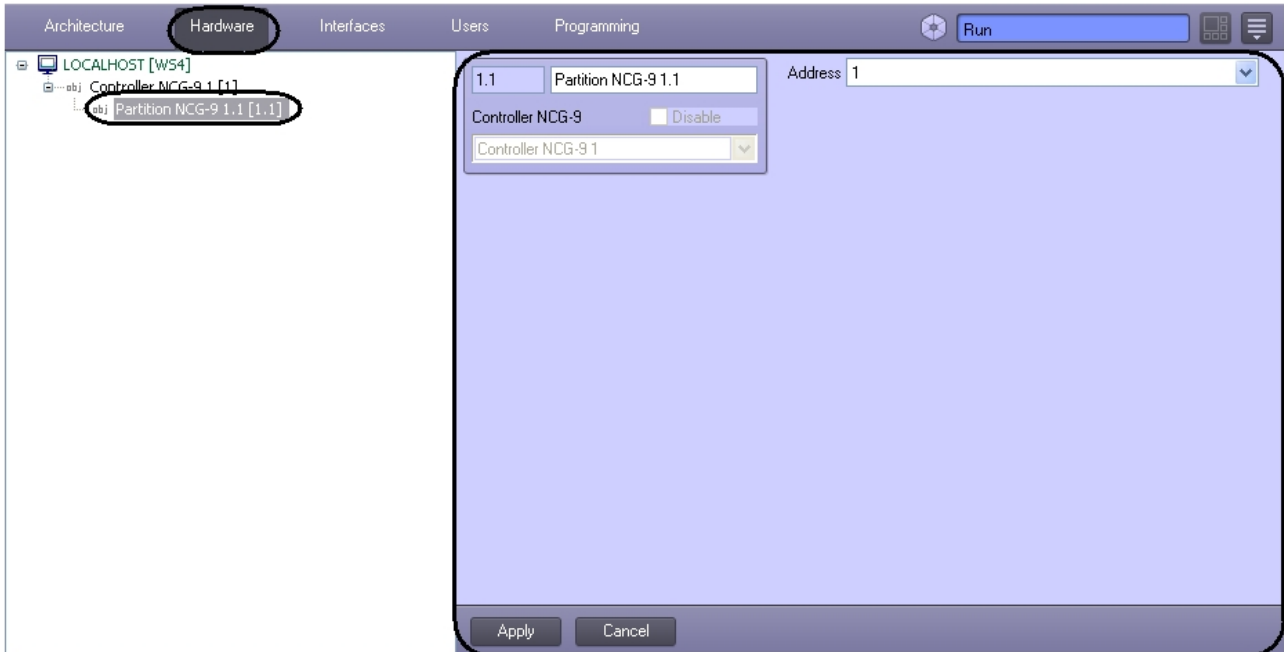 Architecture Hardware Interfaces Users Programming Run
LOCALHOST [WS4]
obj Controller NCG-9 1 [1]
obj Partition NCG-9 1.1 [1.1]
1.1 Partition NCG-9 1.1 Address 1
Controller NCG-9 Disable
Controller NCG-9 1
Apply Cancel